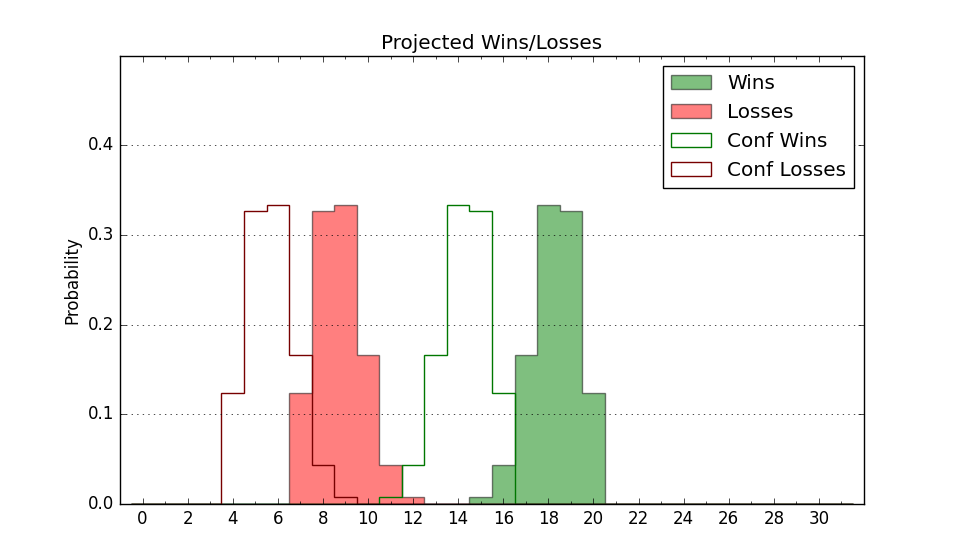 Projected Wins/Losses
Wins
Losses
Conf Wins
Conf Losses
Probability
0.4
0.3
0.2
0.1
0.0
0 2 4 6 8 10 12 14 16 18 20 22 24 26 28 30